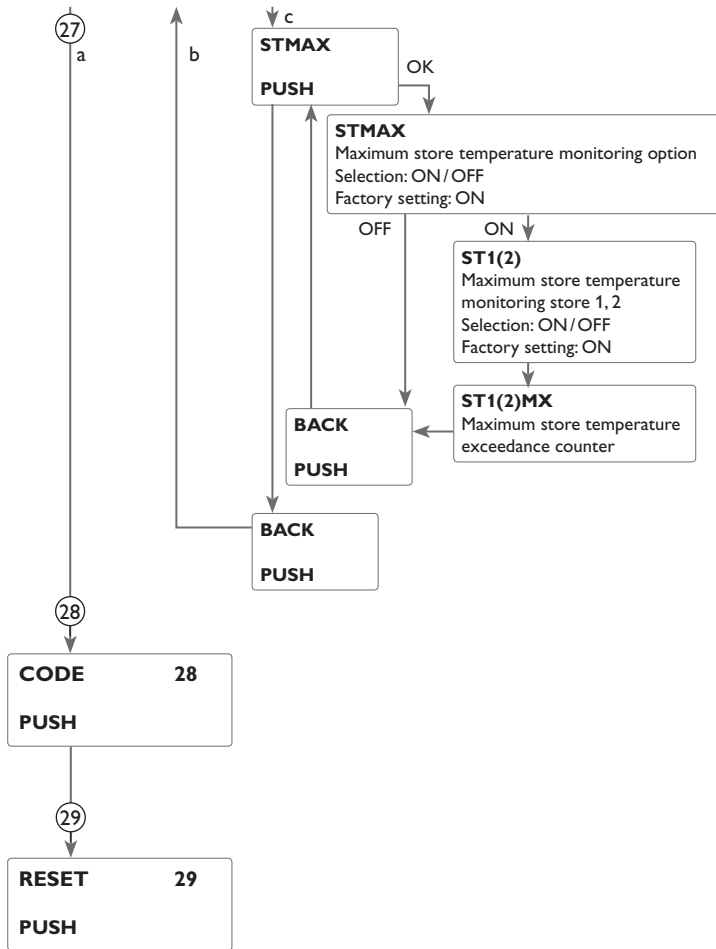 27
a
b
c
STMAX
PUSH
OK
STMAX
Maximum store temperature monitoring option
Selection: ON / OFF
Factory setting: ON
OFF
ON
ST1(2)
Maximum store temperature
monitoring store 1, 2
Selection: ON / OFF
Factory setting: ON
ST1(2)MX
Maximum store temperature
exceedance counter
BACK
PUSH
BACK
PUSH
28
CODE 28
PUSH
29
RESET 29
PUSH